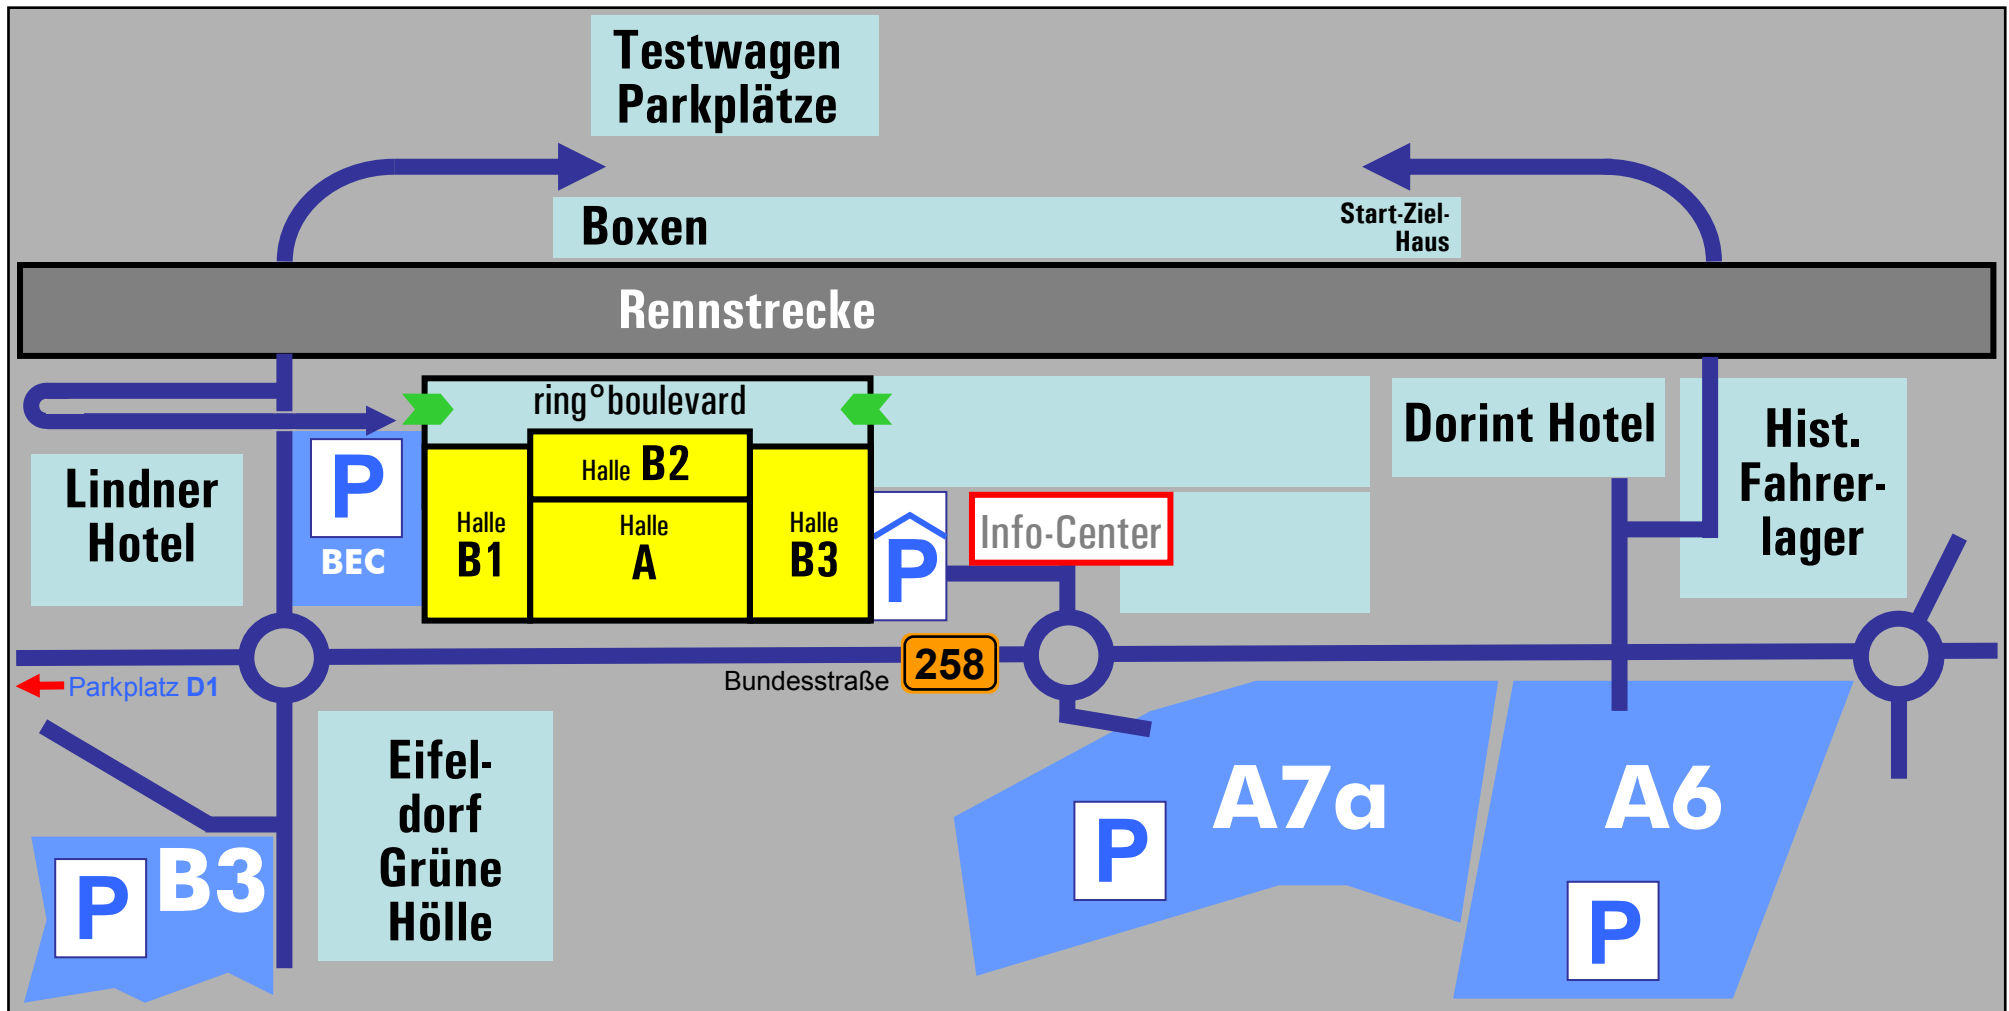 Testwagen
Parkplätze
Boxen
Start-Ziel-
Haus
Rennstrecke
ring°boulevard
Dorint Hotel
Hist.
Fahrer-
lager
Lindner
Hotel
P
BEC
Halle B2
Halle
B1
Halle
A
Halle
B3
P
Info-Center
Parkplatz D1
Bundesstraße
258
Eifel-
dorf
Grüne
Hölle
P
B3
P
A7a
A6
P